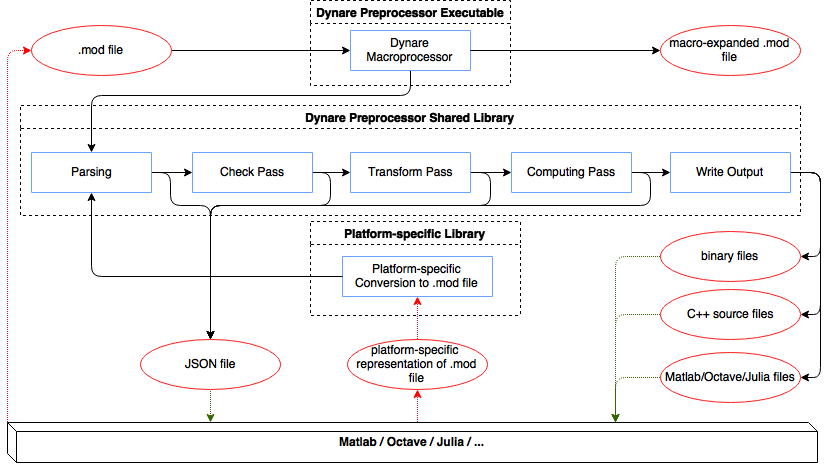 Dynare Preprocessor Executable
.mod file
Dynare
Macroprocessor
macro-expanded .mod
file
Dynare Preprocessor Shared Library
Parsing
Check Pass
Transform Pass
Computing Pass
Write Output
Platform-specific Library
Platform-specific
Conversion to .mod file
binary files
C++ source files
JSON file
platform-specific
representation of .mod
file
Matlab/Octave/Julia files
Matlab / Octave / Julia / ...